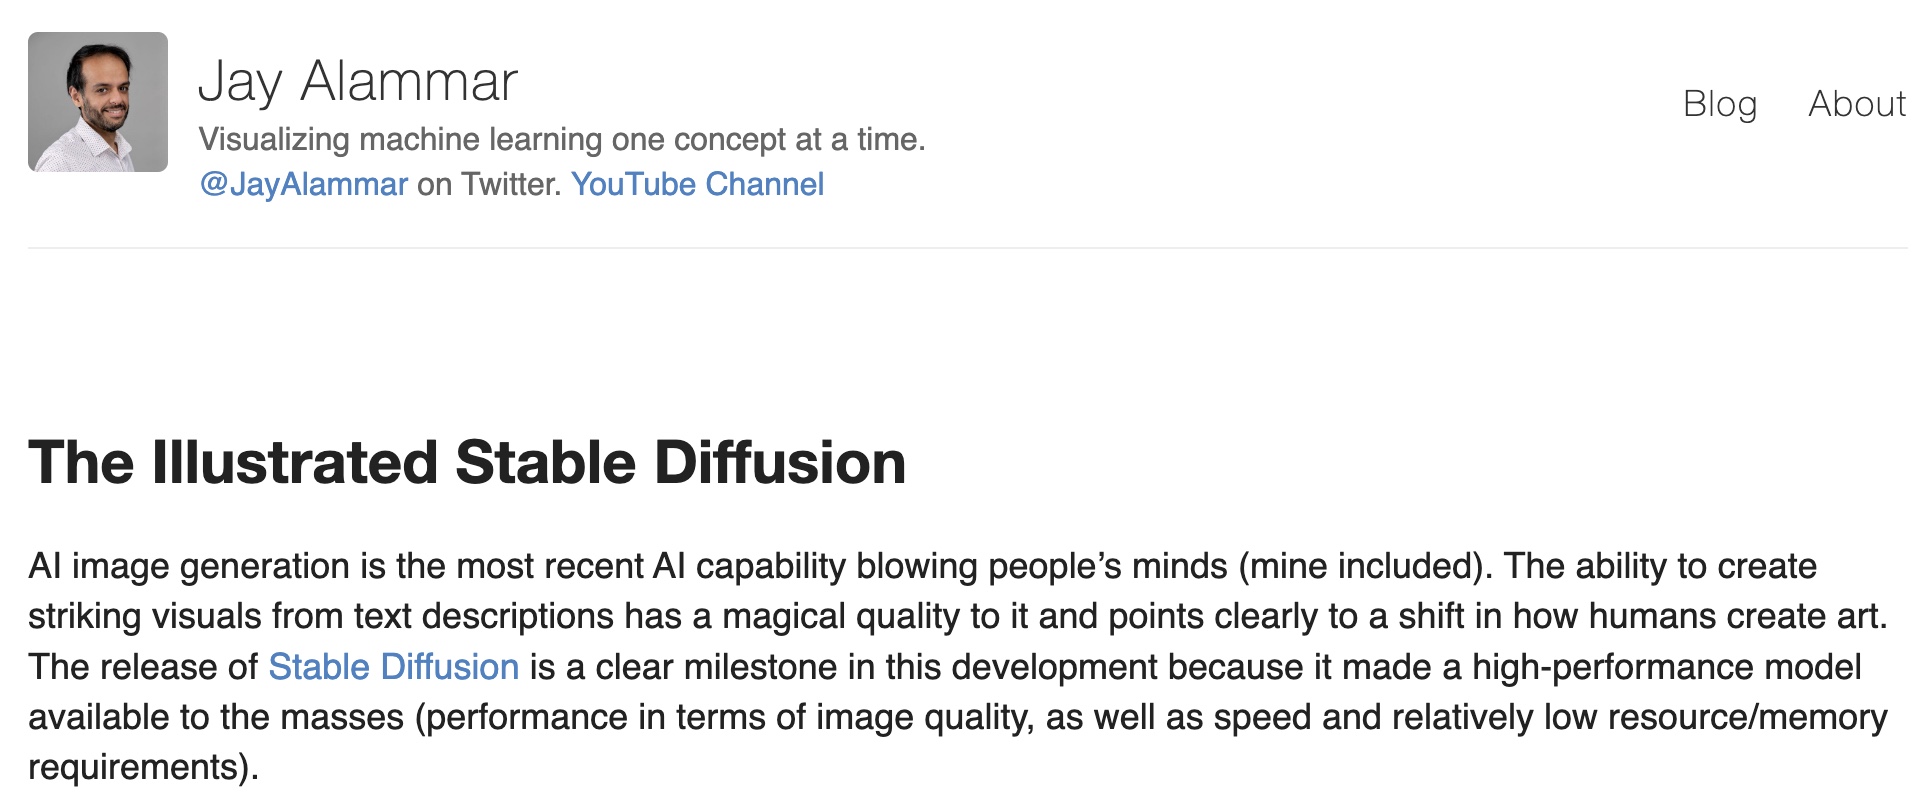 Jay Alammar
Visualizing machine learning one concept at a time.
@JayAlammar on Twitter. YouTube Channel
Blog About
The Illustrated Stable Diffusion
AI image generation is the most recent AI capability blowing people’s minds (mine included). The ability to create
striking visuals from text descriptions has a magical quality to it and points clearly to a shift in how humans create art.
The release of Stable Diffusion is a clear milestone in this development because it made a high-performance model
available to the masses (performance in terms of image quality, as well as speed and relatively low resource/memory
requirements).